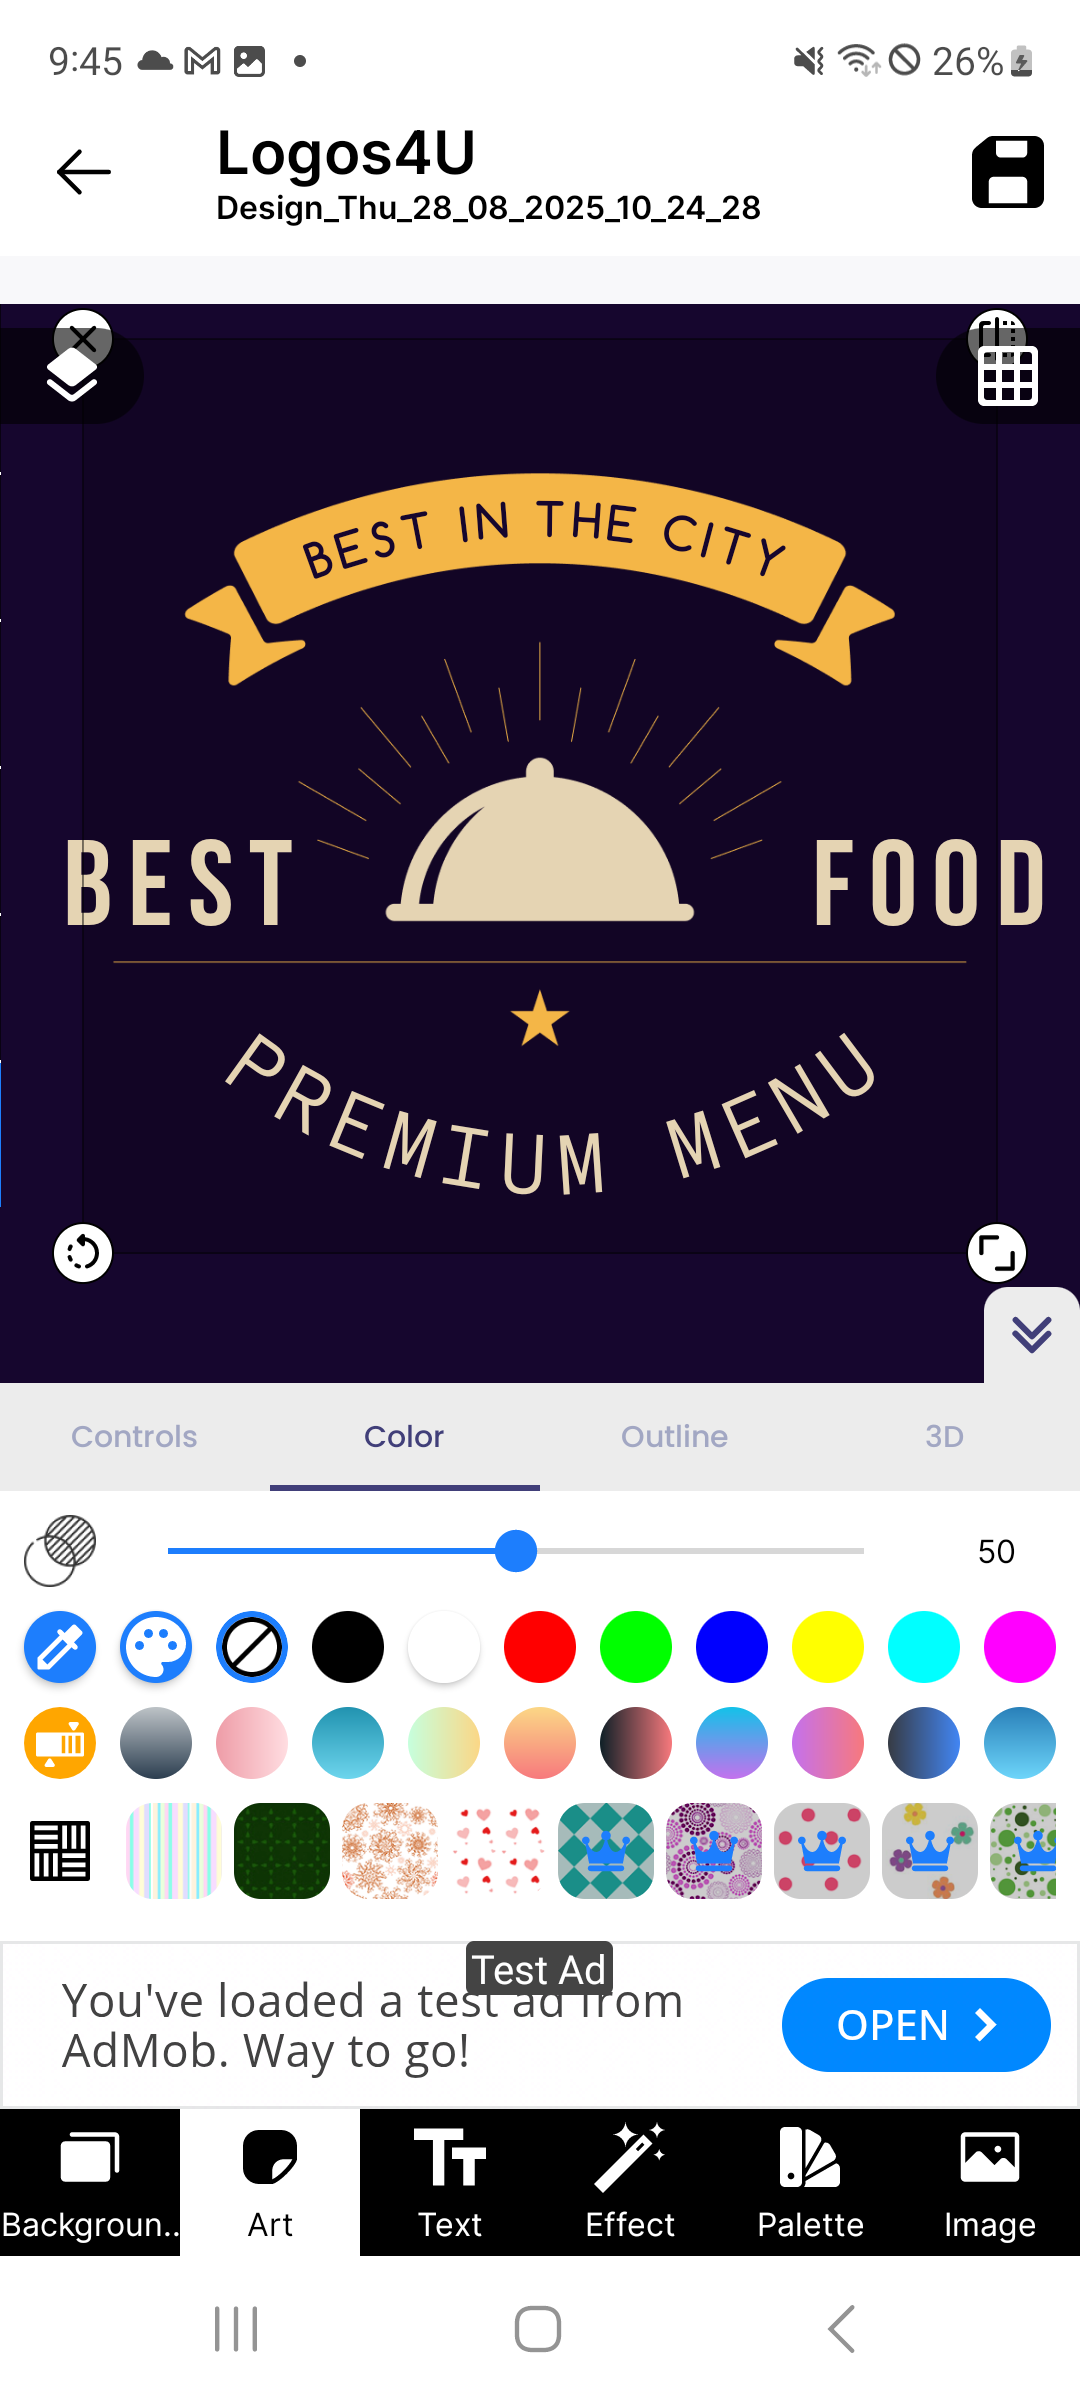 9:45
26%
Logos4U
Design_Thu_28_08_2025_10_24_28
BEST IN THE CITY
BEST FOOD
PREMIUM MENU
Controls Color Outline 3D
50
Test Ad
You've loaded a test ad from
AdMob. Way to go!
OPEN
Backgroun.. Art Text Effect Palette Image